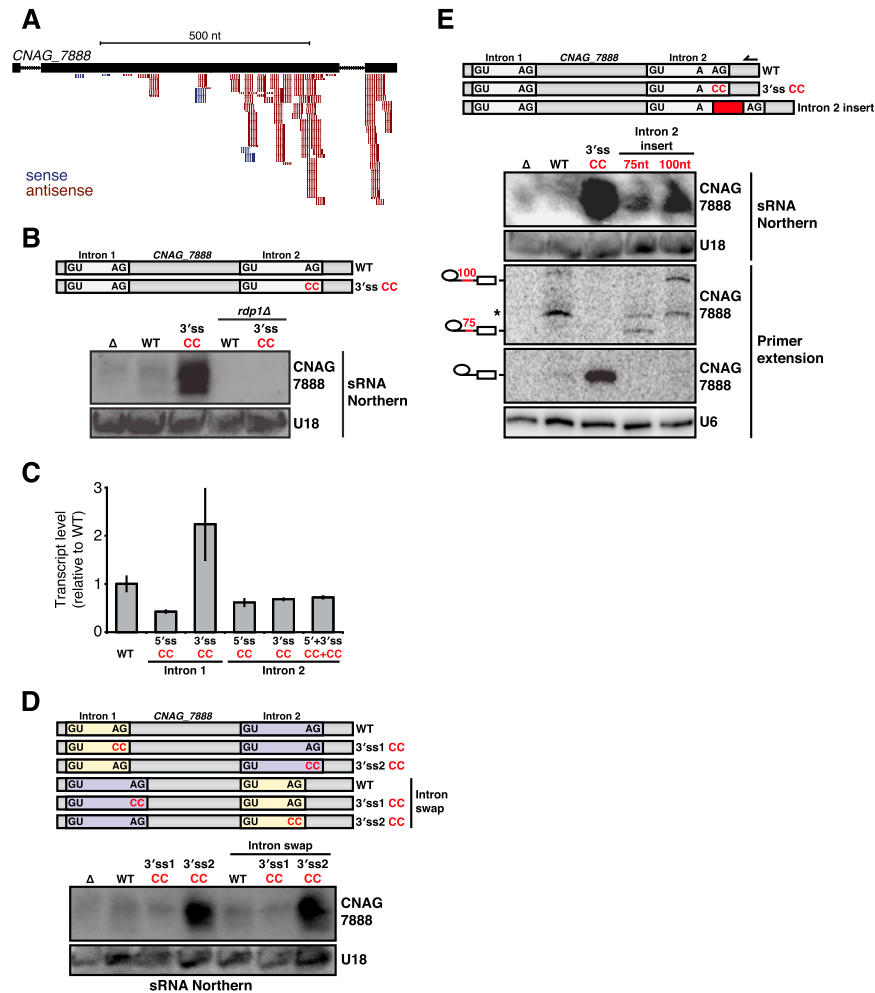 A
500 nt
CNAG_7888
sense
antisense
B
Intron 1 CNAG_7888 Intron 2
GU AG GU AG WT
GU AG GU CC 3′ss CC
rdp1Δ
3′ss 3′ss
Δ WT CC WT CC
CNAG
7888
U18
sRNA
Northern
C
Transcript level
(relative to WT)
3
2
1
0
5′ss 3′ss 5′ss 3′ss 5′+3′ss
WT CC CC CC CC CC+CC
Intron 1 Intron 2
D
Intron 1 CNAG_7888 Intron 2
GU AG GU AG WT
GU CC GU AG 3′ss1 CC
GU AG GU CC 3′ss2 CC
GU AG GU AG WT
GU CC GU AG 3′ss1 CC
GU AG GU CC 3′ss2 CC
Intron
swap
Intron swap
3′ss1 3′ss2 3′ss1 3′ss2
Δ WT CC CC WT CC CC
CNAG
7888
U18
sRNA Northern
E
Intron 1 CNAG_7888 Intron 2
GU AG GU A AG WT
GU AG GU A CC 3′ss CC
GU AG GU A AG Intron 2 insert
Intron 2
insert
3′ss
Δ WT CC 75nt 100nt
CNAG
7888
U18
sRNA
Northern
100
*
75
CNAG
7888
CNAG
7888
U6
Primer
extension